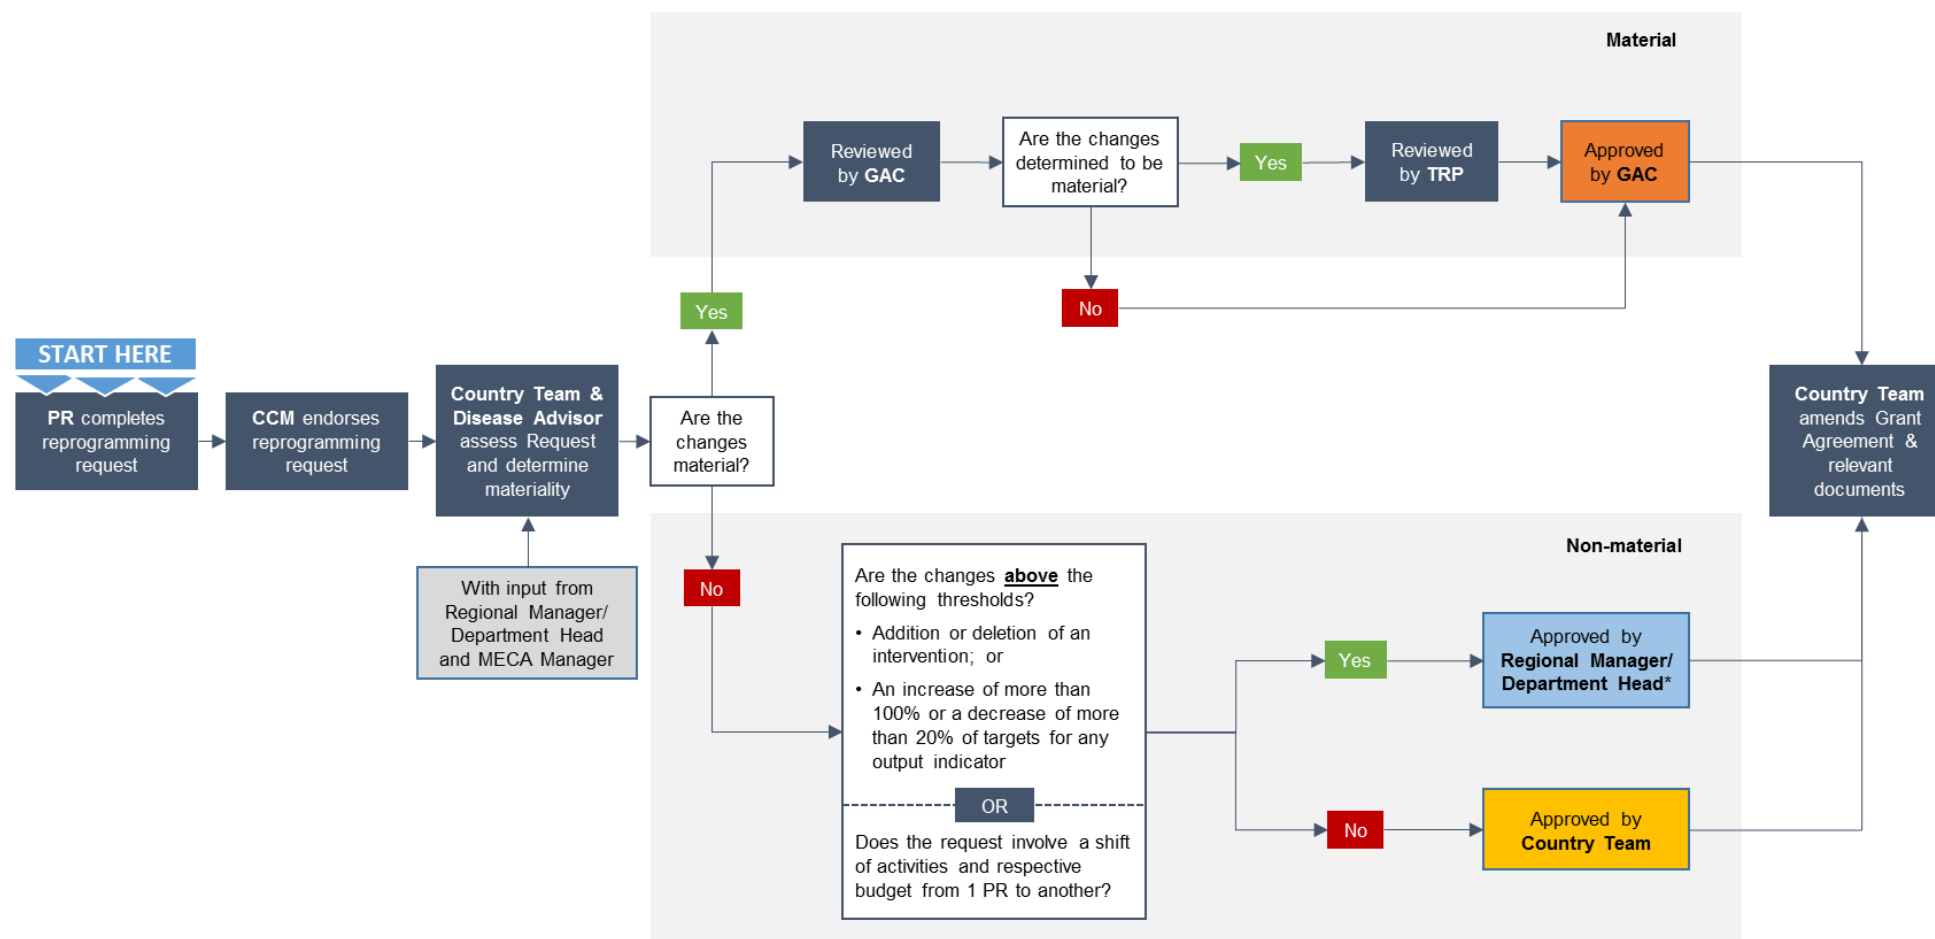 Material
Reviewed
by GAC
Are the changes
determined to be
material?
Yes
Reviewed
by TRP
Approved
by GAC
No
Yes
START HERE
PR completes
reprogramming
request
CCM endorses
reprogramming
request
Country Team &
Disease Advisor
assess Request
and determine
materiality
Are the
changes
material?
Country Team
amends Grant
Agreement &
relevant
documents
With input from
Regional Manager/
Department Head
and MECA Manager
No
Non-material
Are the changes above the
following thresholds?
• Addition or deletion of an
intervention; or
• An increase of more than
100% or a decrease of more
than 20% of targets for any
output indicator
OR
Does the request involve a shift
of activities and respective
budget from 1 PR to another?
Yes
Approved by
Regional Manager/
Department Head*
No
Approved by
Country Team